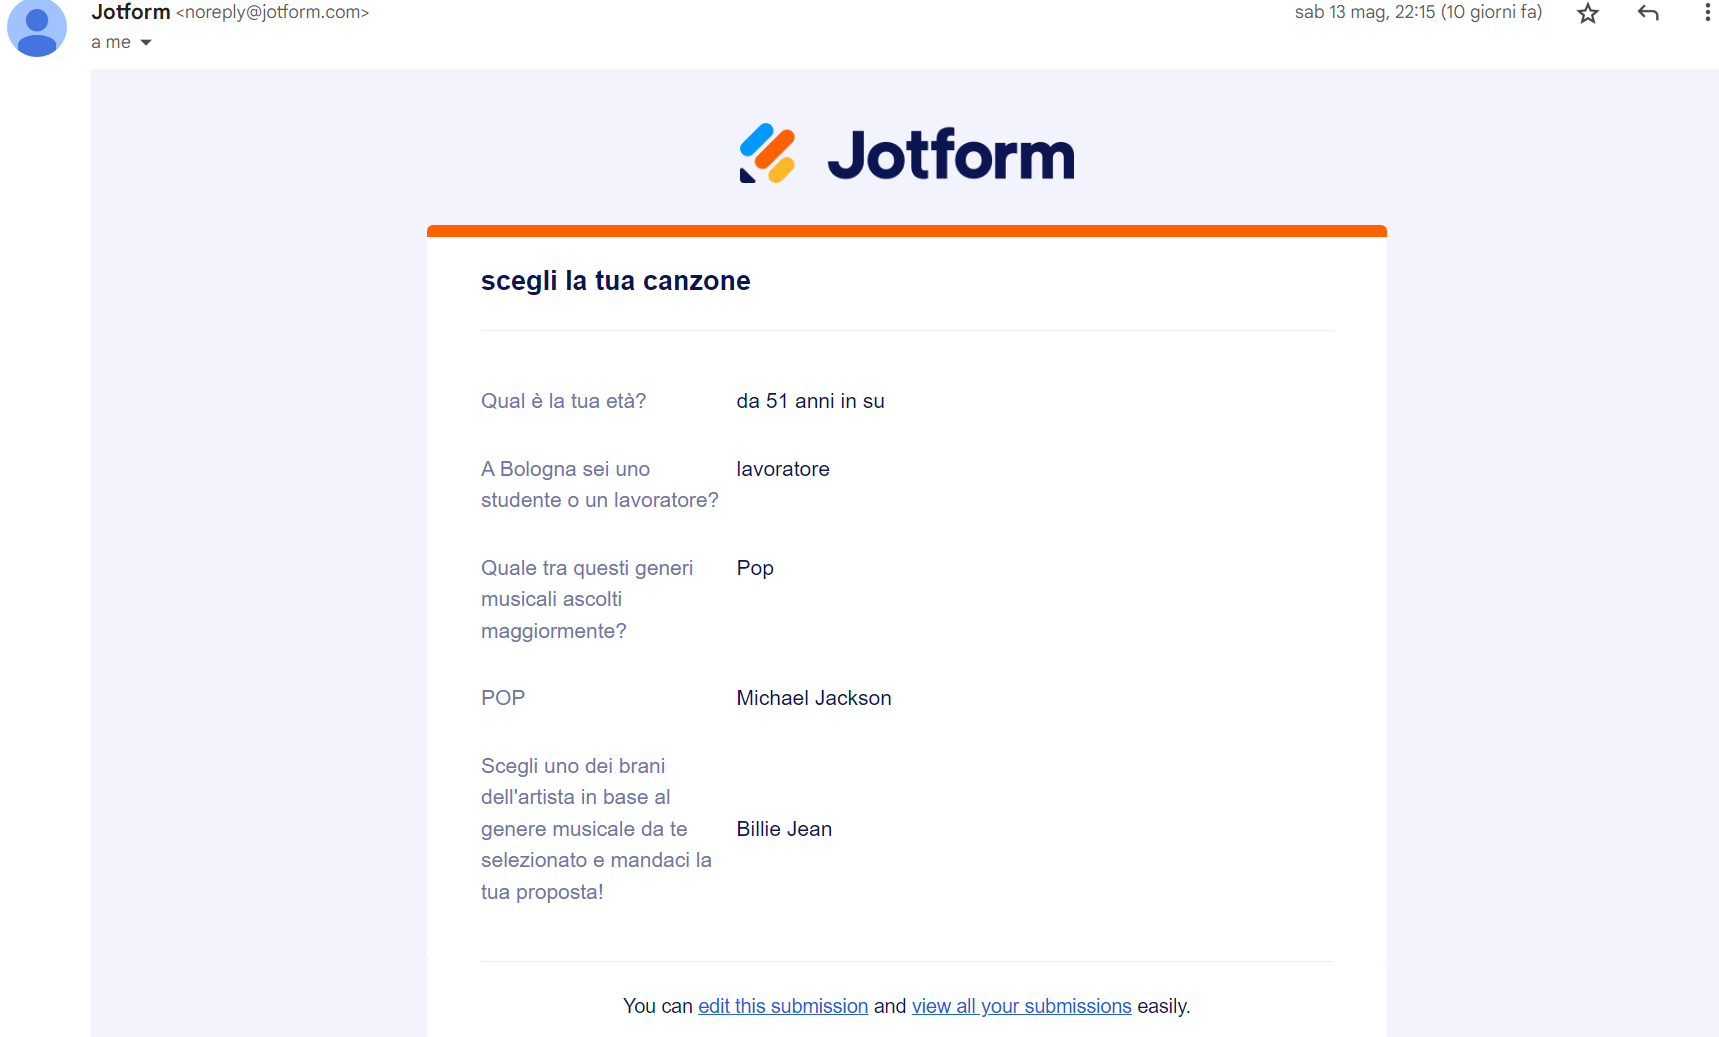 Jotform <noreply@jotform.com>
sab 13 mag, 22:15 (10 giorni fa)
a me
Jotform
scegli la tua canzone
Qual è la tua età?
da 51 anni in su
A Bologna sei uno
studente o un lavoratore?
lavoratore
Quale tra questi generi
musicali ascolti
maggiormente?
Pop
POP
Michael Jackson
Scegli uno dei brani
dell'artista in base al
genere musicale da te
selezionato e mandaci la
tua proposta!
Billie Jean
You can edit this submission and view all your submissions easily.